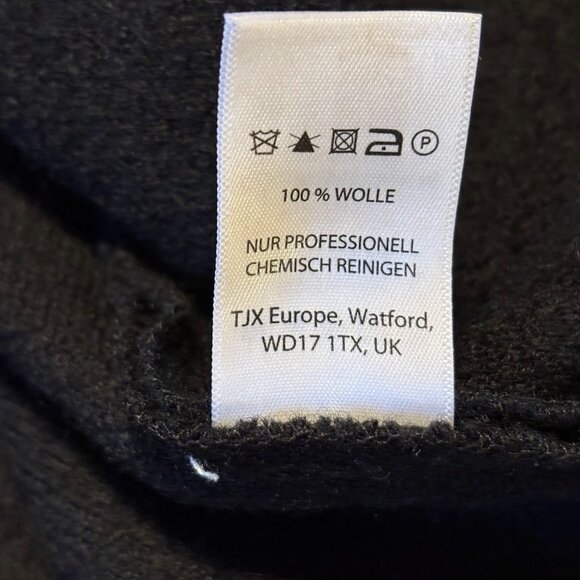 P
100 % WOLLE
NUR PROFESSIONELL
CHEMISCH REINIGEN
TJX Europe, Watford,
WD17 1TX, UK